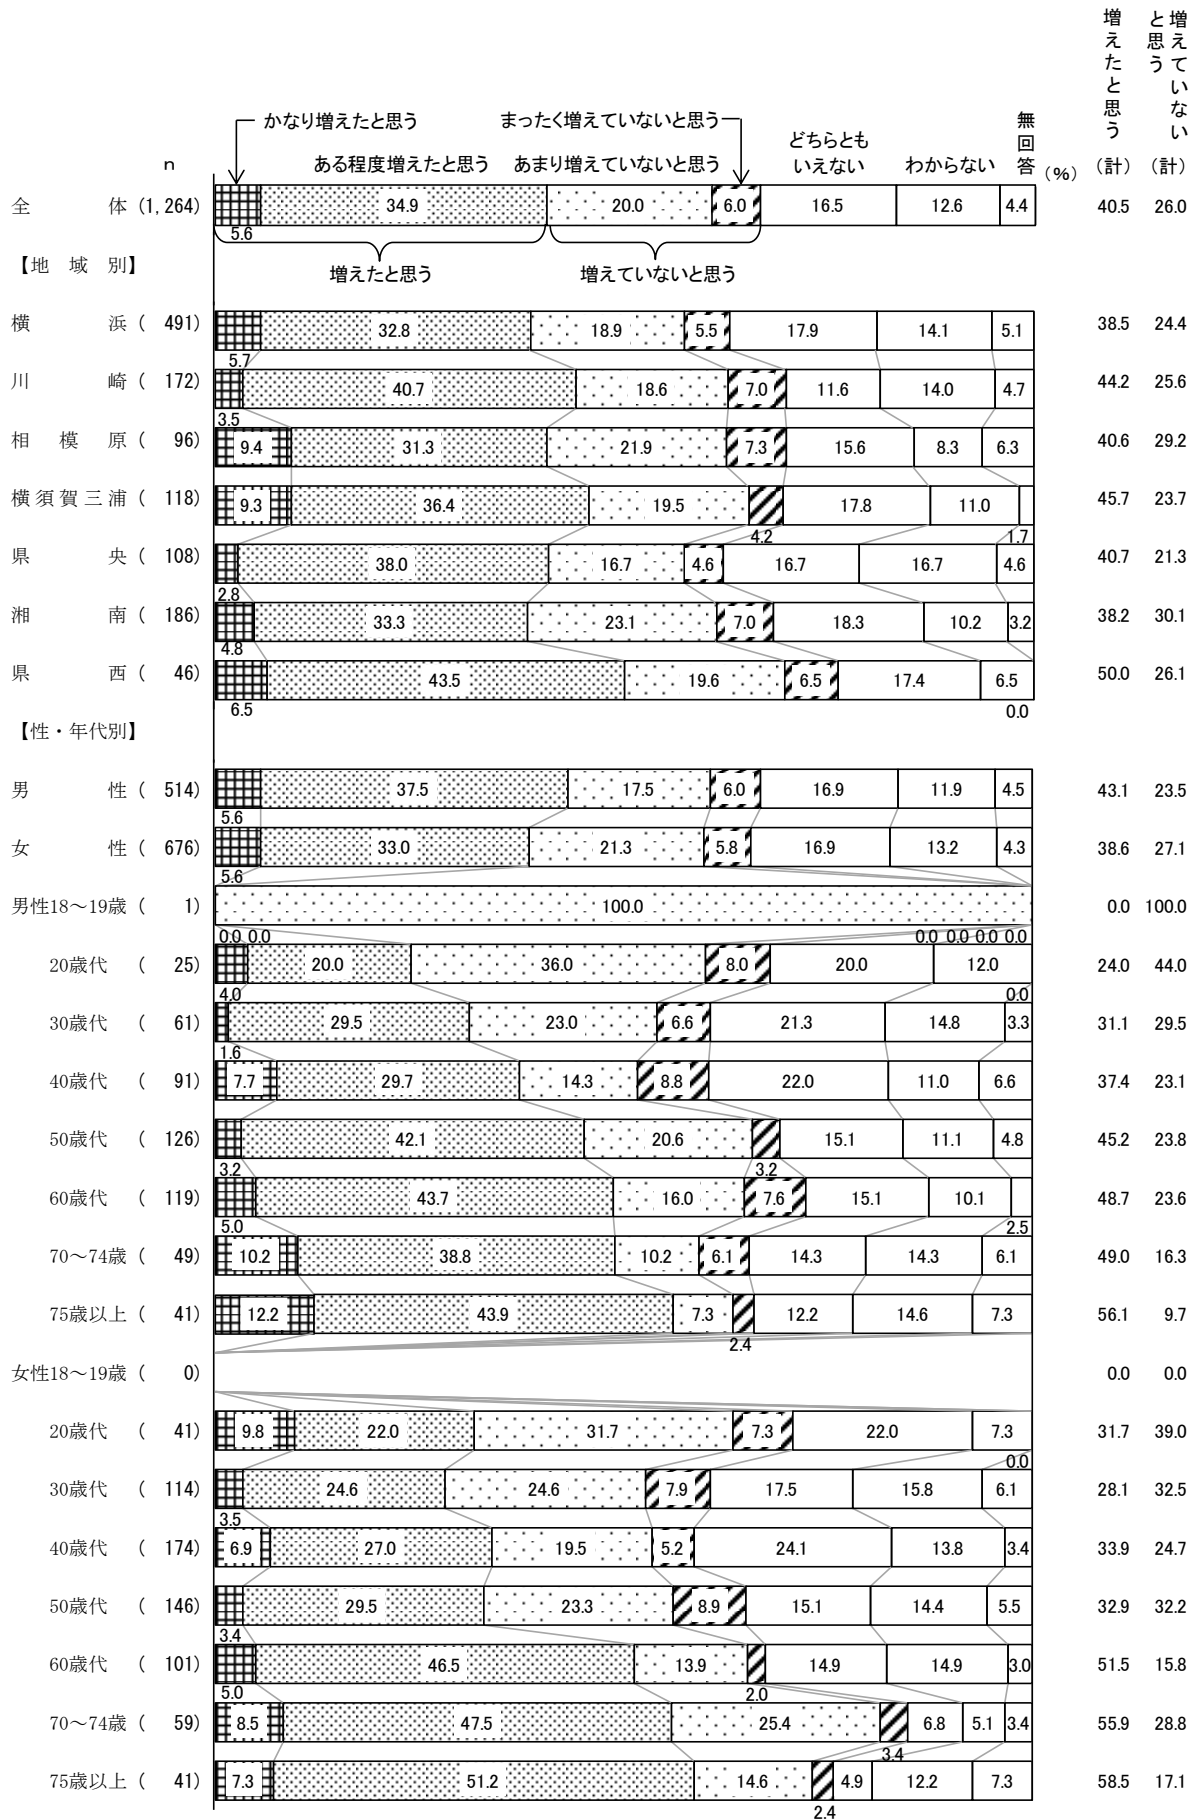 増えたと思う
増えていない
と思う
かなり増えたと思う まったく増えていないと思う どちらとも 無回答
n ある程度増えたと思う あまり増えていないと思う いえない わからない (%) (計) (計)
全体 (1,264) 34.9 20.0 6.0 16.5 12.6 4.4 40.5 26.0
5.6
【地域別】 増えたと思う 増えていないと思う
横浜 ( 491) 32.8 18.9 5.5 17.9 14.1 5.1 38.5 24.4
5.7
川崎 ( 172) 40.7 18.6 7.0 11.6 14.0 4.7 44.2 25.6
3.5
相模原 ( 96) 9.4 31.3 21.9 7.3 15.6 8.3 6.3 40.6 29.2
横須賀三浦 ( 118) 9.3 36.4 19.5 17.8 11.0 45.7 23.7
4.2 1.7
県央 ( 108) 38.0 16.7 4.6 16.7 16.7 4.6 40.7 21.3
2.8
湘南 ( 186) 33.3 23.1 7.0 18.3 10.2 3.2 38.2 30.1
4.8
県西 ( 46) 43.5 19.6 6.5 17.4 6.5 50.0 26.1
6.5 0.0
【性・年代別】
男性 ( 514) 37.5 17.5 6.0 16.9 11.9 4.5 43.1 23.5
5.6
女性 ( 676) 33.0 21.3 5.8 16.9 13.2 4.3 38.6 27.1
5.6
男性18～19歳 ( 1) 100.0 0.0 100.0
0.0 0.0 0.0 0.0 0.0 0.0
20歳代 ( 25) 20.0 36.0 8.0 20.0 12.0 24.0 44.0
4.0 0.0
30歳代 ( 61) 29.5 23.0 6.6 21.3 14.8 3.3 31.1 29.5
1.6
40歳代 ( 91) 7.7 29.7 14.3 8.8 22.0 11.0 6.6 37.4 23.1
50歳代 ( 126) 42.1 20.6 15.1 11.1 4.8 45.2 23.8
3.2 3.2
60歳代 ( 119) 43.7 16.0 7.6 15.1 10.1 48.7 23.6
5.0 2.5
70～74歳 ( 49) 10.2 38.8 10.2 6.1 14.3 14.3 6.1 49.0 16.3
75歳以上 ( 41) 12.2 43.9 7.3 12.2 14.6 7.3 56.1 9.7
2.4
女性18～19歳 ( 0) 0.0 0.0
20歳代 ( 41) 9.8 22.0 31.7 7.3 22.0 7.3 31.7 39.0
0.0
30歳代 ( 114) 24.6 24.6 7.9 17.5 15.8 6.1 28.1 32.5
3.5
40歳代 ( 174) 6.9 27.0 19.5 5.2 24.1 13.8 3.4 33.9 24.7
50歳代 ( 146) 29.5 23.3 8.9 15.1 14.4 5.5 32.9 32.2
3.4
60歳代 ( 101) 46.5 13.9 14.9 14.9 3.0 51.5 15.8
5.0 2.0
70～74歳 ( 59) 8.5 47.5 25.4 6.8 5.1 3.4 55.9 28.8
3.4
75歳以上 ( 41) 7.3 51.2 14.6 4.9 12.2 7.3 58.5 17.1
2.4